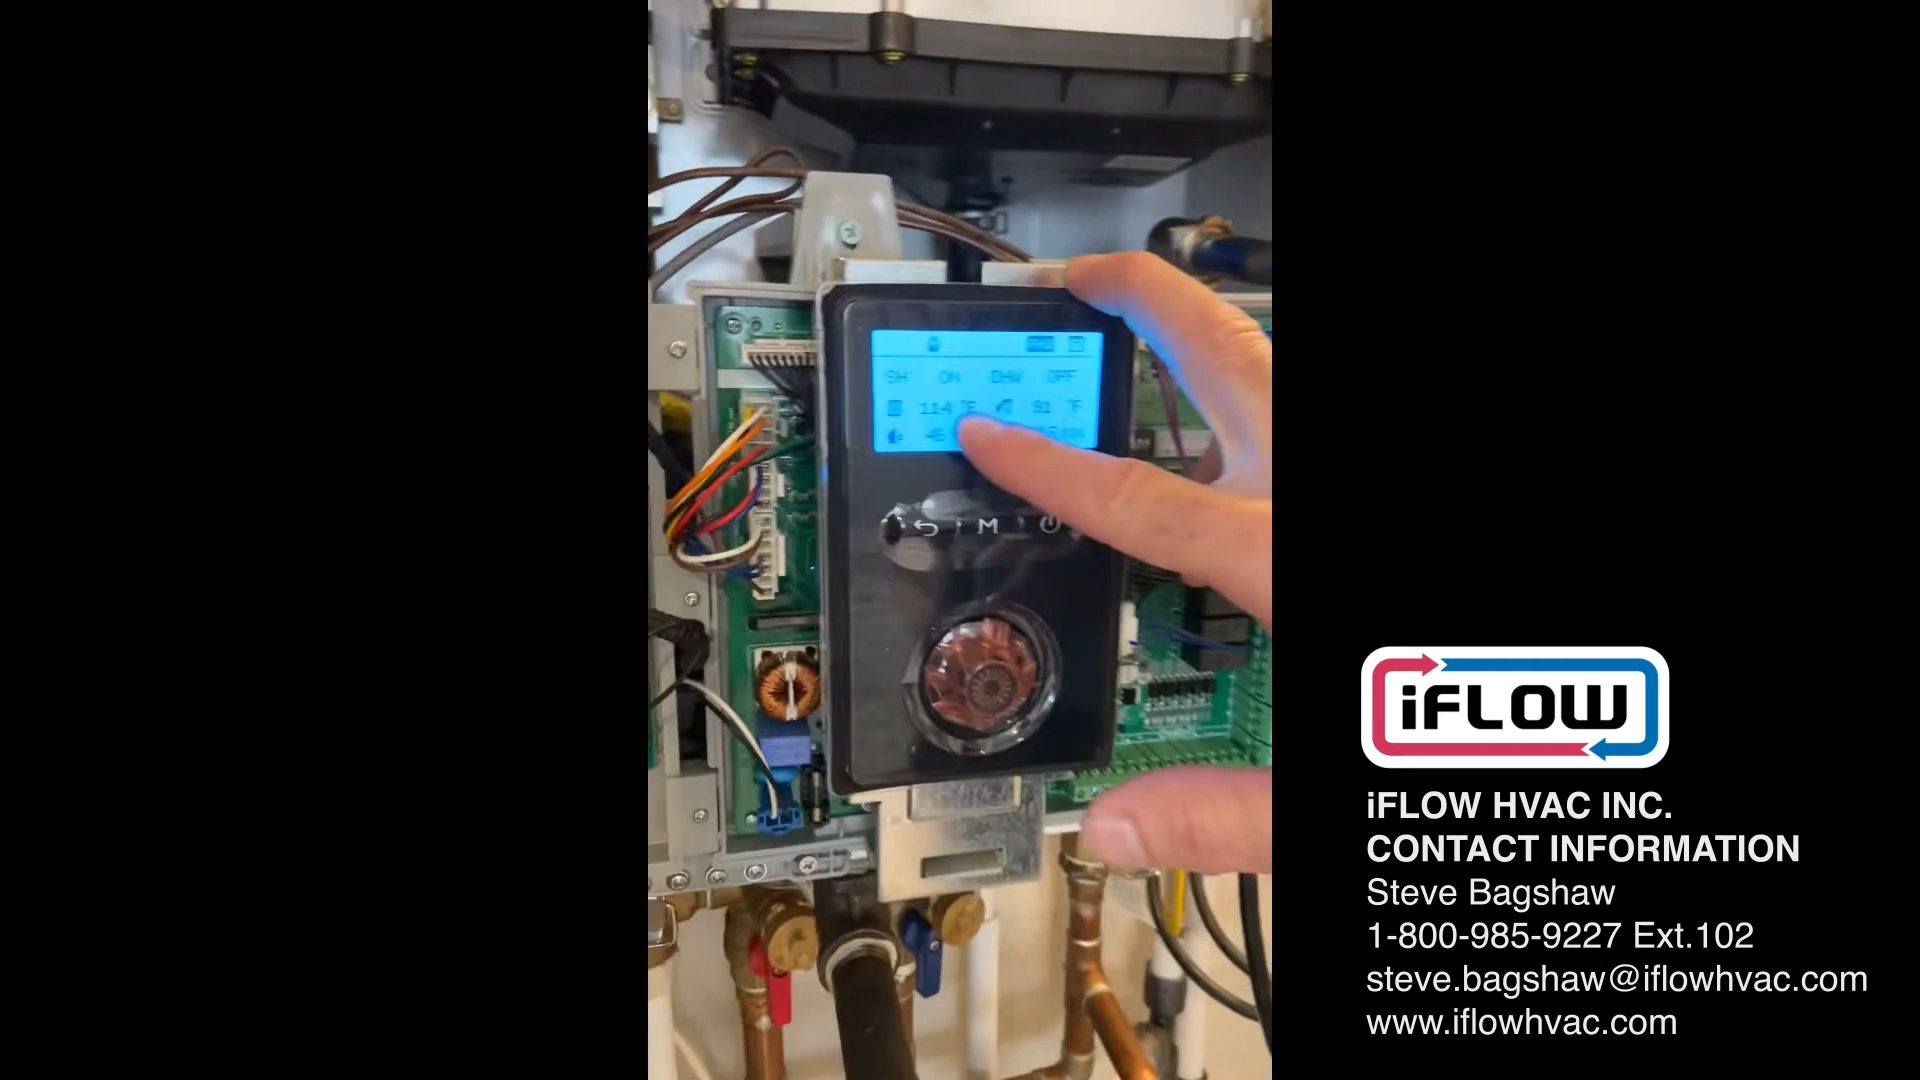 SH ON DHW OFF
114 °F 91 °F
46
M
iFLOW
iFLOW HVAC INC.
CONTACT INFORMATION
Steve Bagshaw
1-800-985-9227 Ext.102
steve.bagshaw@iflowhvac.com
www.iflowhvac.com